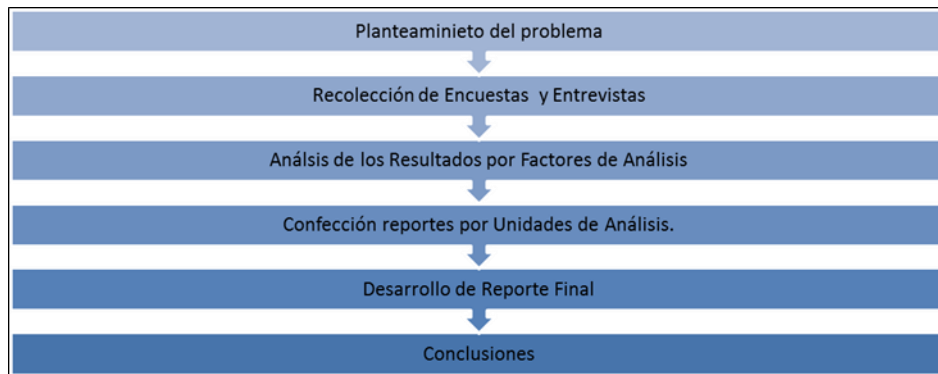 Planteaminieto del problema
Recolección de Encuestas y Entrevistas
Análsis de los Resultados por Factores de Análisis
Confección reportes por Unidades de Análisis.
Desarrollo de Reporte Final
Conclusiones